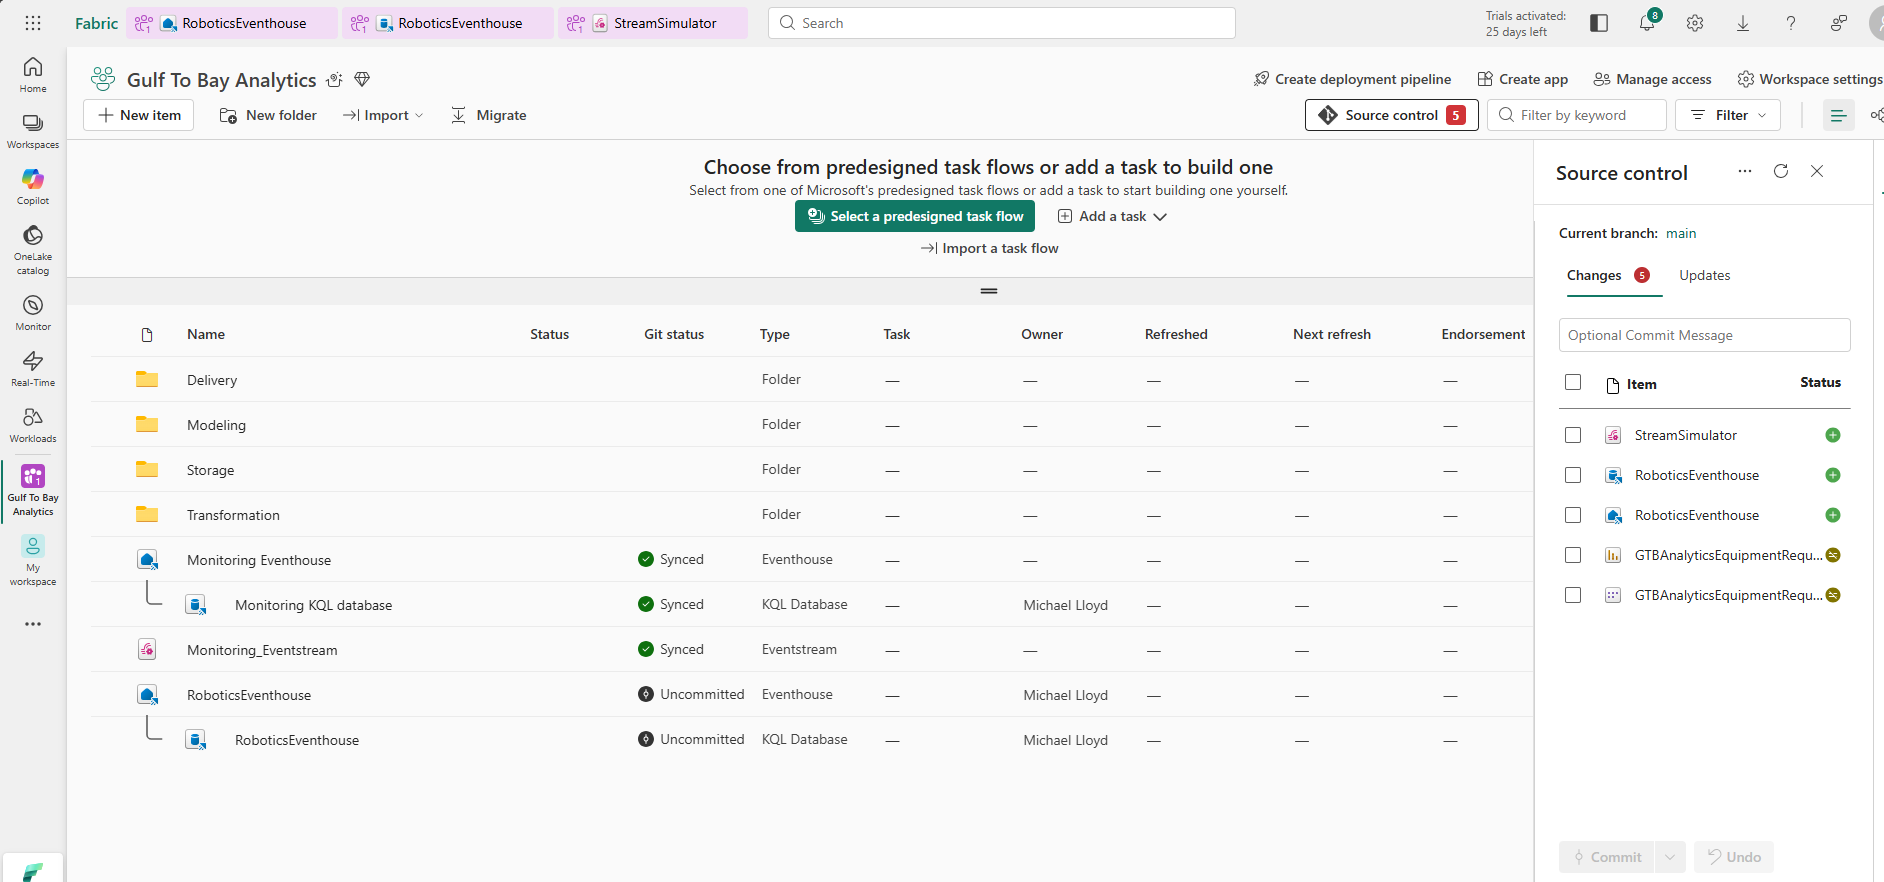 Fabric
RoboticsEventhouse
RoboticsEventhouse
StreamSimulator
Search
Trials activated:
25 days left
8
Home
Workspaces
Copilot
OneLake
catalog
Monitor
Real-Time
Workloads
Gulf To Bay
Analytics
My
workspace
Gulf To Bay Analytics
Create deployment pipeline
Create app
Manage access
Workspace settings
New item
New folder
Import
Migrate
Source control 5
Filter by keyword
Filter
Choose from predesigned task flows or add a task to build one
Select from one of Microsoft's predesigned task flows or add a task to start building one yourself.
Select a predesigned task flow
Add a task
Import a task flow
Name Status Git status Type Task Owner Refreshed Next refresh Endorsement
Delivery Folder — — — — —
Modeling Folder — — — — —
Storage Folder — — — — —
Transformation Folder — — — — —
Monitoring Eventhouse Synced Eventhouse — — — — —
Monitoring KQL database Synced KQL Database — Michael Lloyd — — —
Monitoring_Eventstream Synced Eventstream — — — — —
RoboticsEventhouse Uncommitted Eventhouse — Michael Lloyd — — —
RoboticsEventhouse Uncommitted KQL Database — Michael Lloyd — — —
Source control
Current branch: main
Changes 5 Updates
Optional Commit Message
Item Status
StreamSimulator
RoboticsEventhouse
RoboticsEventhouse
GTBAnalyticsEquipmentRequ...
GTBAnalyticsEquipmentRequ...
Commit
Undo